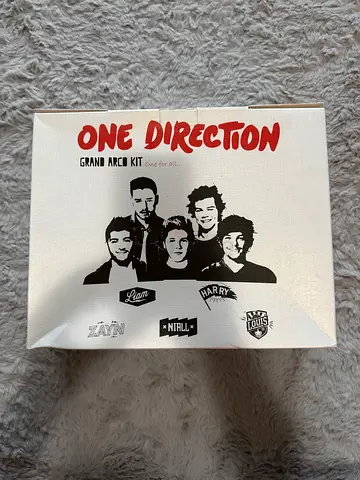 ONE DIRECTION
GRAND ARCO KIT One for all...
Liam
HARRY
ZAYN
NIALL
LOUIS